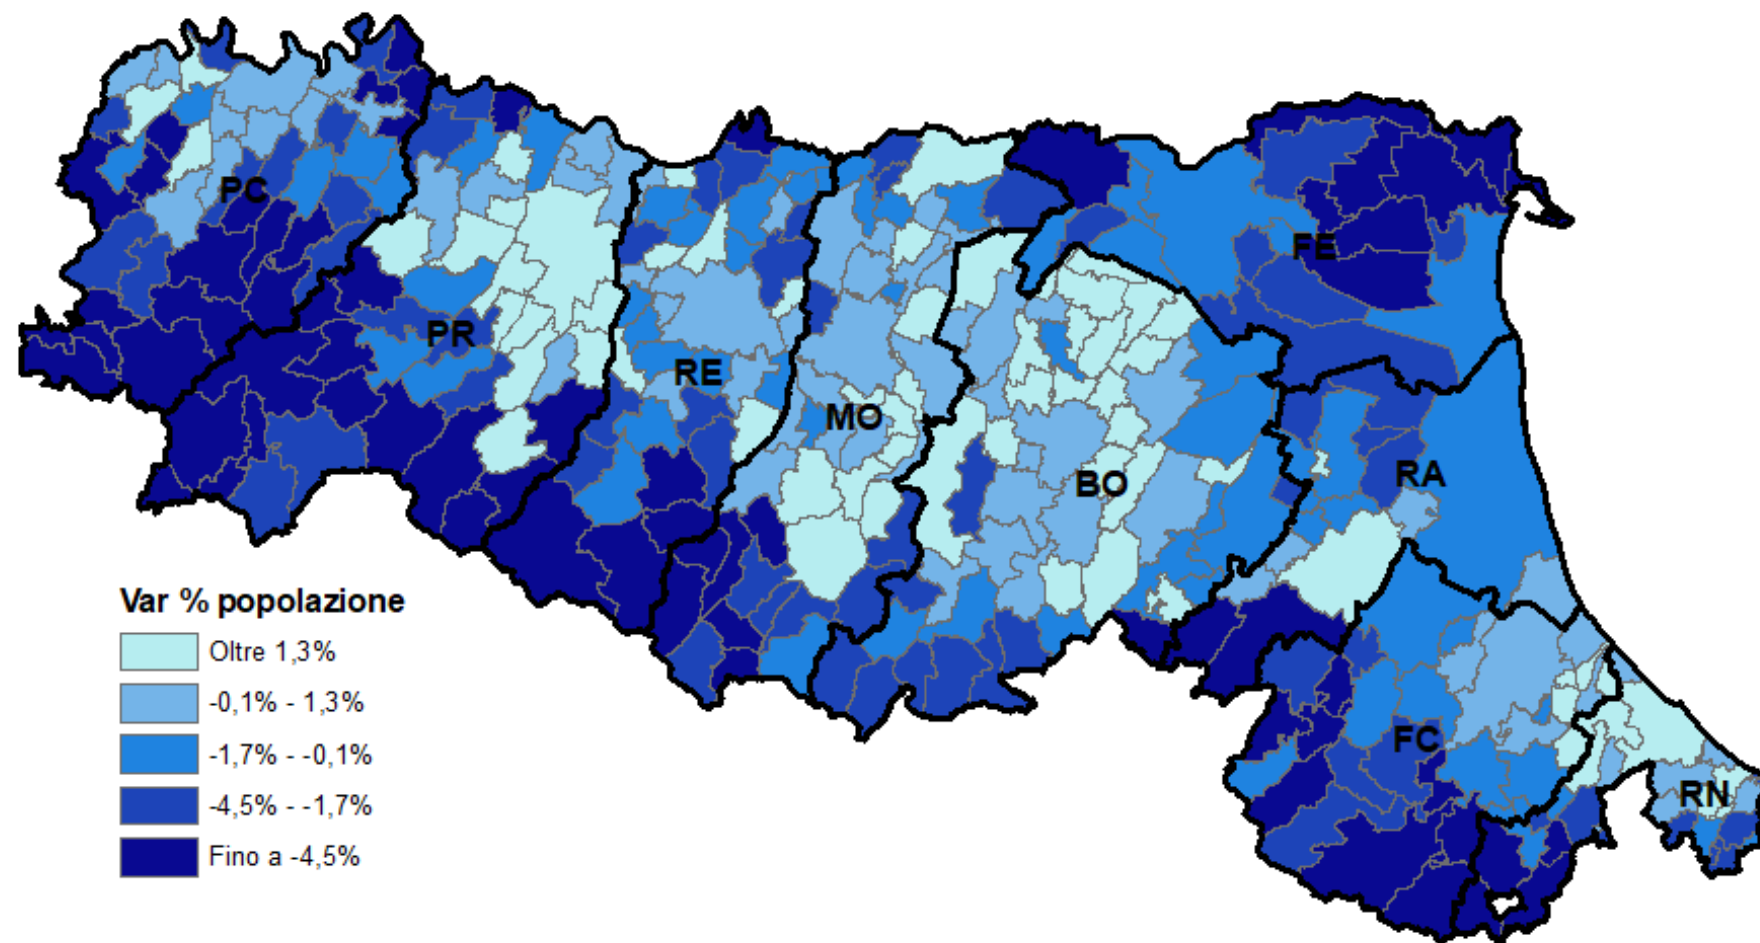 PC
PR
RE
MO
BO
FE
RA
FC
RN
Var % popolazione
Oltre 1,3%
-0,1% - 1,3%
-1,7% - -0,1%
-4,5% - -1,7%
Fino a -4,5%